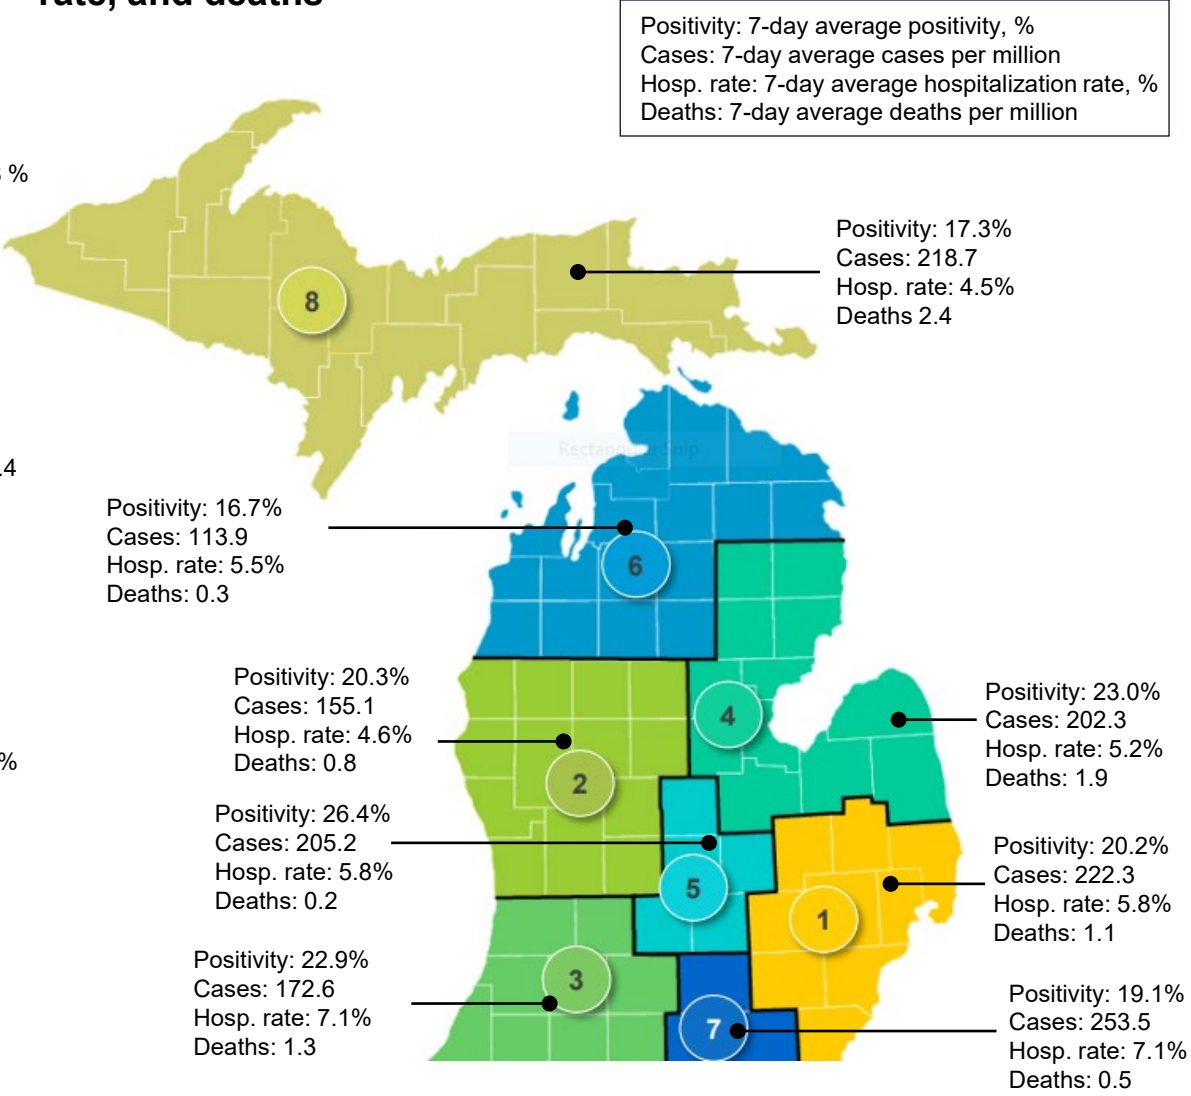 rate, and deaths
Positivity: 7-day average positivity, %
Cases: 7-day average cases per million
Hosp. rate: 7-day average hospitalization rate, %
Deaths: 7-day average deaths per million
%
Positivity: 17.3%
Cases: 218.7
Hosp. rate: 4.5%
Deaths 2.4
8
Rectangular Snip
.4
Positivity: 16.7%
Cases: 113.9
Hosp. rate: 5.5%
Deaths: 0.3
6
Positivity: 20.3%
Cases: 155.1
Hosp. rate: 4.6%
Deaths: 0.8
2
4
Positivity: 23.0%
Cases: 202.3
Hosp. rate: 5.2%
Deaths: 1.9
%
Positivity: 26.4%
Cases: 205.2
Hosp. rate: 5.8%
Deaths: 0.2
5
1
Positivity: 20.2%
Cases: 222.3
Hosp. rate: 5.8%
Deaths: 1.1
Positivity: 22.9%
Cases: 172.6
Hosp. rate: 7.1%
Deaths: 1.3
3
7
Positivity: 19.1%
Cases: 253.5
Hosp. rate: 7.1%
Deaths: 0.5